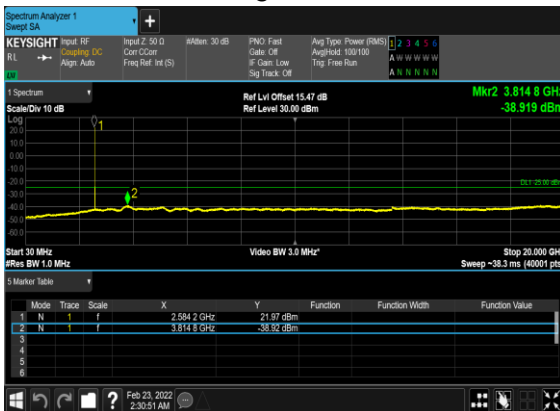 Spectrum Analyzer 1
Swept SA
KEYSIGHT Input: RF Input Z: 50 Ω #Atten: 30 dB PNO: Fast Avg Type: Power (RMS) 1 2 3 4 5 6
RL Coupling: DC Corr CCorr Gate: Off Avg|Hold: 100/100 A W W W W W
Align: Auto Freq Ref: Int (S) IF Gain: Low Trig: Free Run
LV Sig Track: Off A N N N N N
1 Spectrum Ref Lvl Offset 15.47 dB Mkr2 3.814 8 GHz
Scale/Div 10 dB Ref Level 30.00 dBm -38.919 dBm
Log
1
20.0
10.0
0.00
-10.0
-20.0
DL1 -25.00 dBm
-30.0
2
-40.0
-50.0
-60.0
Start 30 MHz Video BW 3.0 MHz* Stop 20.000 GHz
#Res BW 1.0 MHz Sweep ~38.3 ms (40001 pts)
5 Marker Table
Mode Trace Scale X Y Function Function Width Function Value
1 N 1 f 2.584 2 GHz 21.97 dBm
2 N 1 f 3.814 8 GHz -38.92 dBm
3
4
5
6
? Feb 23, 2022
2:30:51 AM